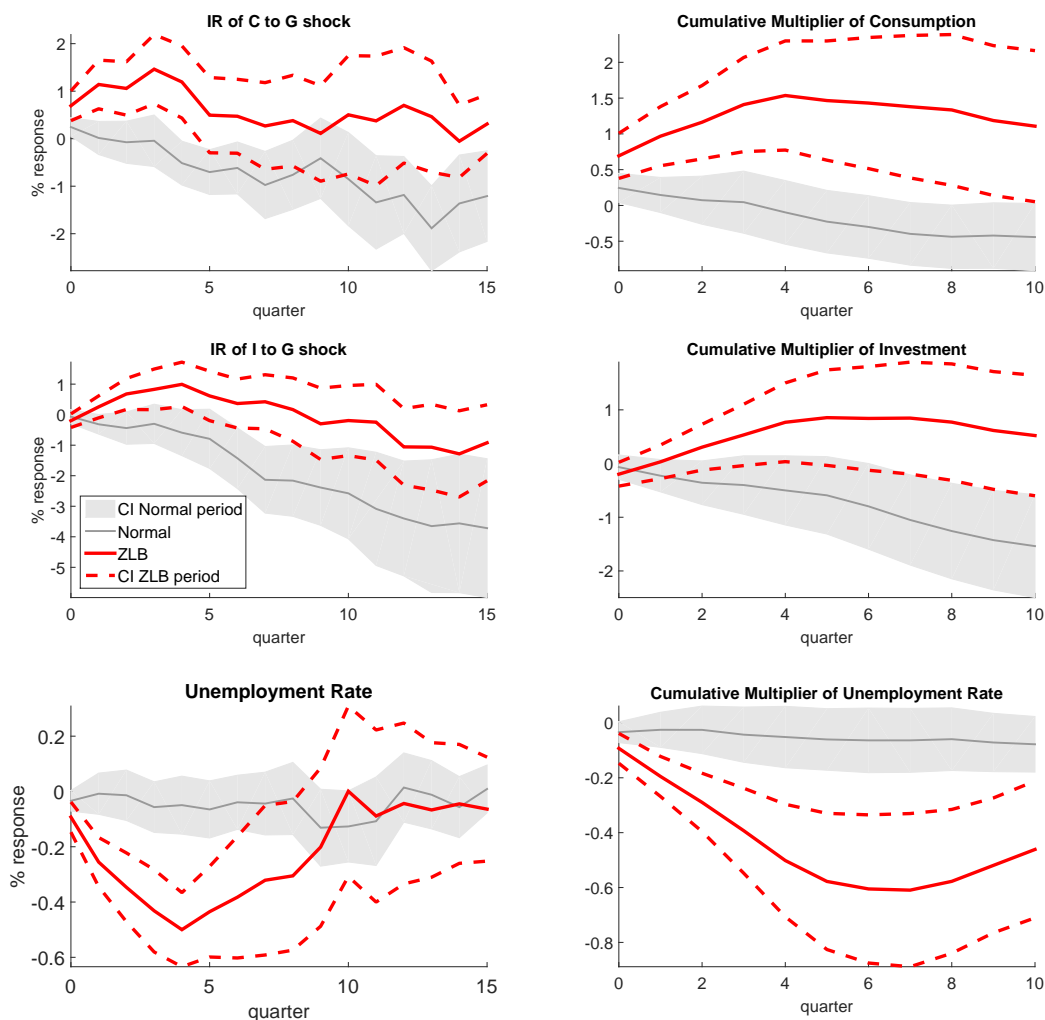 IR of C to G shock
2
1
0
-1
-2
% response
0 5 10 15
quarter
Cumulative Multiplier of Consumption
2
1.5
1
0.5
0
-0.5
0 2 4 6 8 10
quarter
IR of I to G shock
1
0
-1
-2
-3
-4
-5
% response
CI Normal period
Normal
ZLB
CI ZLB period
0 5 10 15
quarter
Cumulative Multiplier of Investment
1
0
-1
-2
0 2 4 6 8 10
quarter
Unemployment Rate
0.2
0
-0.2
-0.4
-0.6
% response
0 5 10 15
quarter
Cumulative Multiplier of Unemployment Rate
0
-0.2
-0.4
-0.6
-0.8
0 2 4 6 8 10
quarter